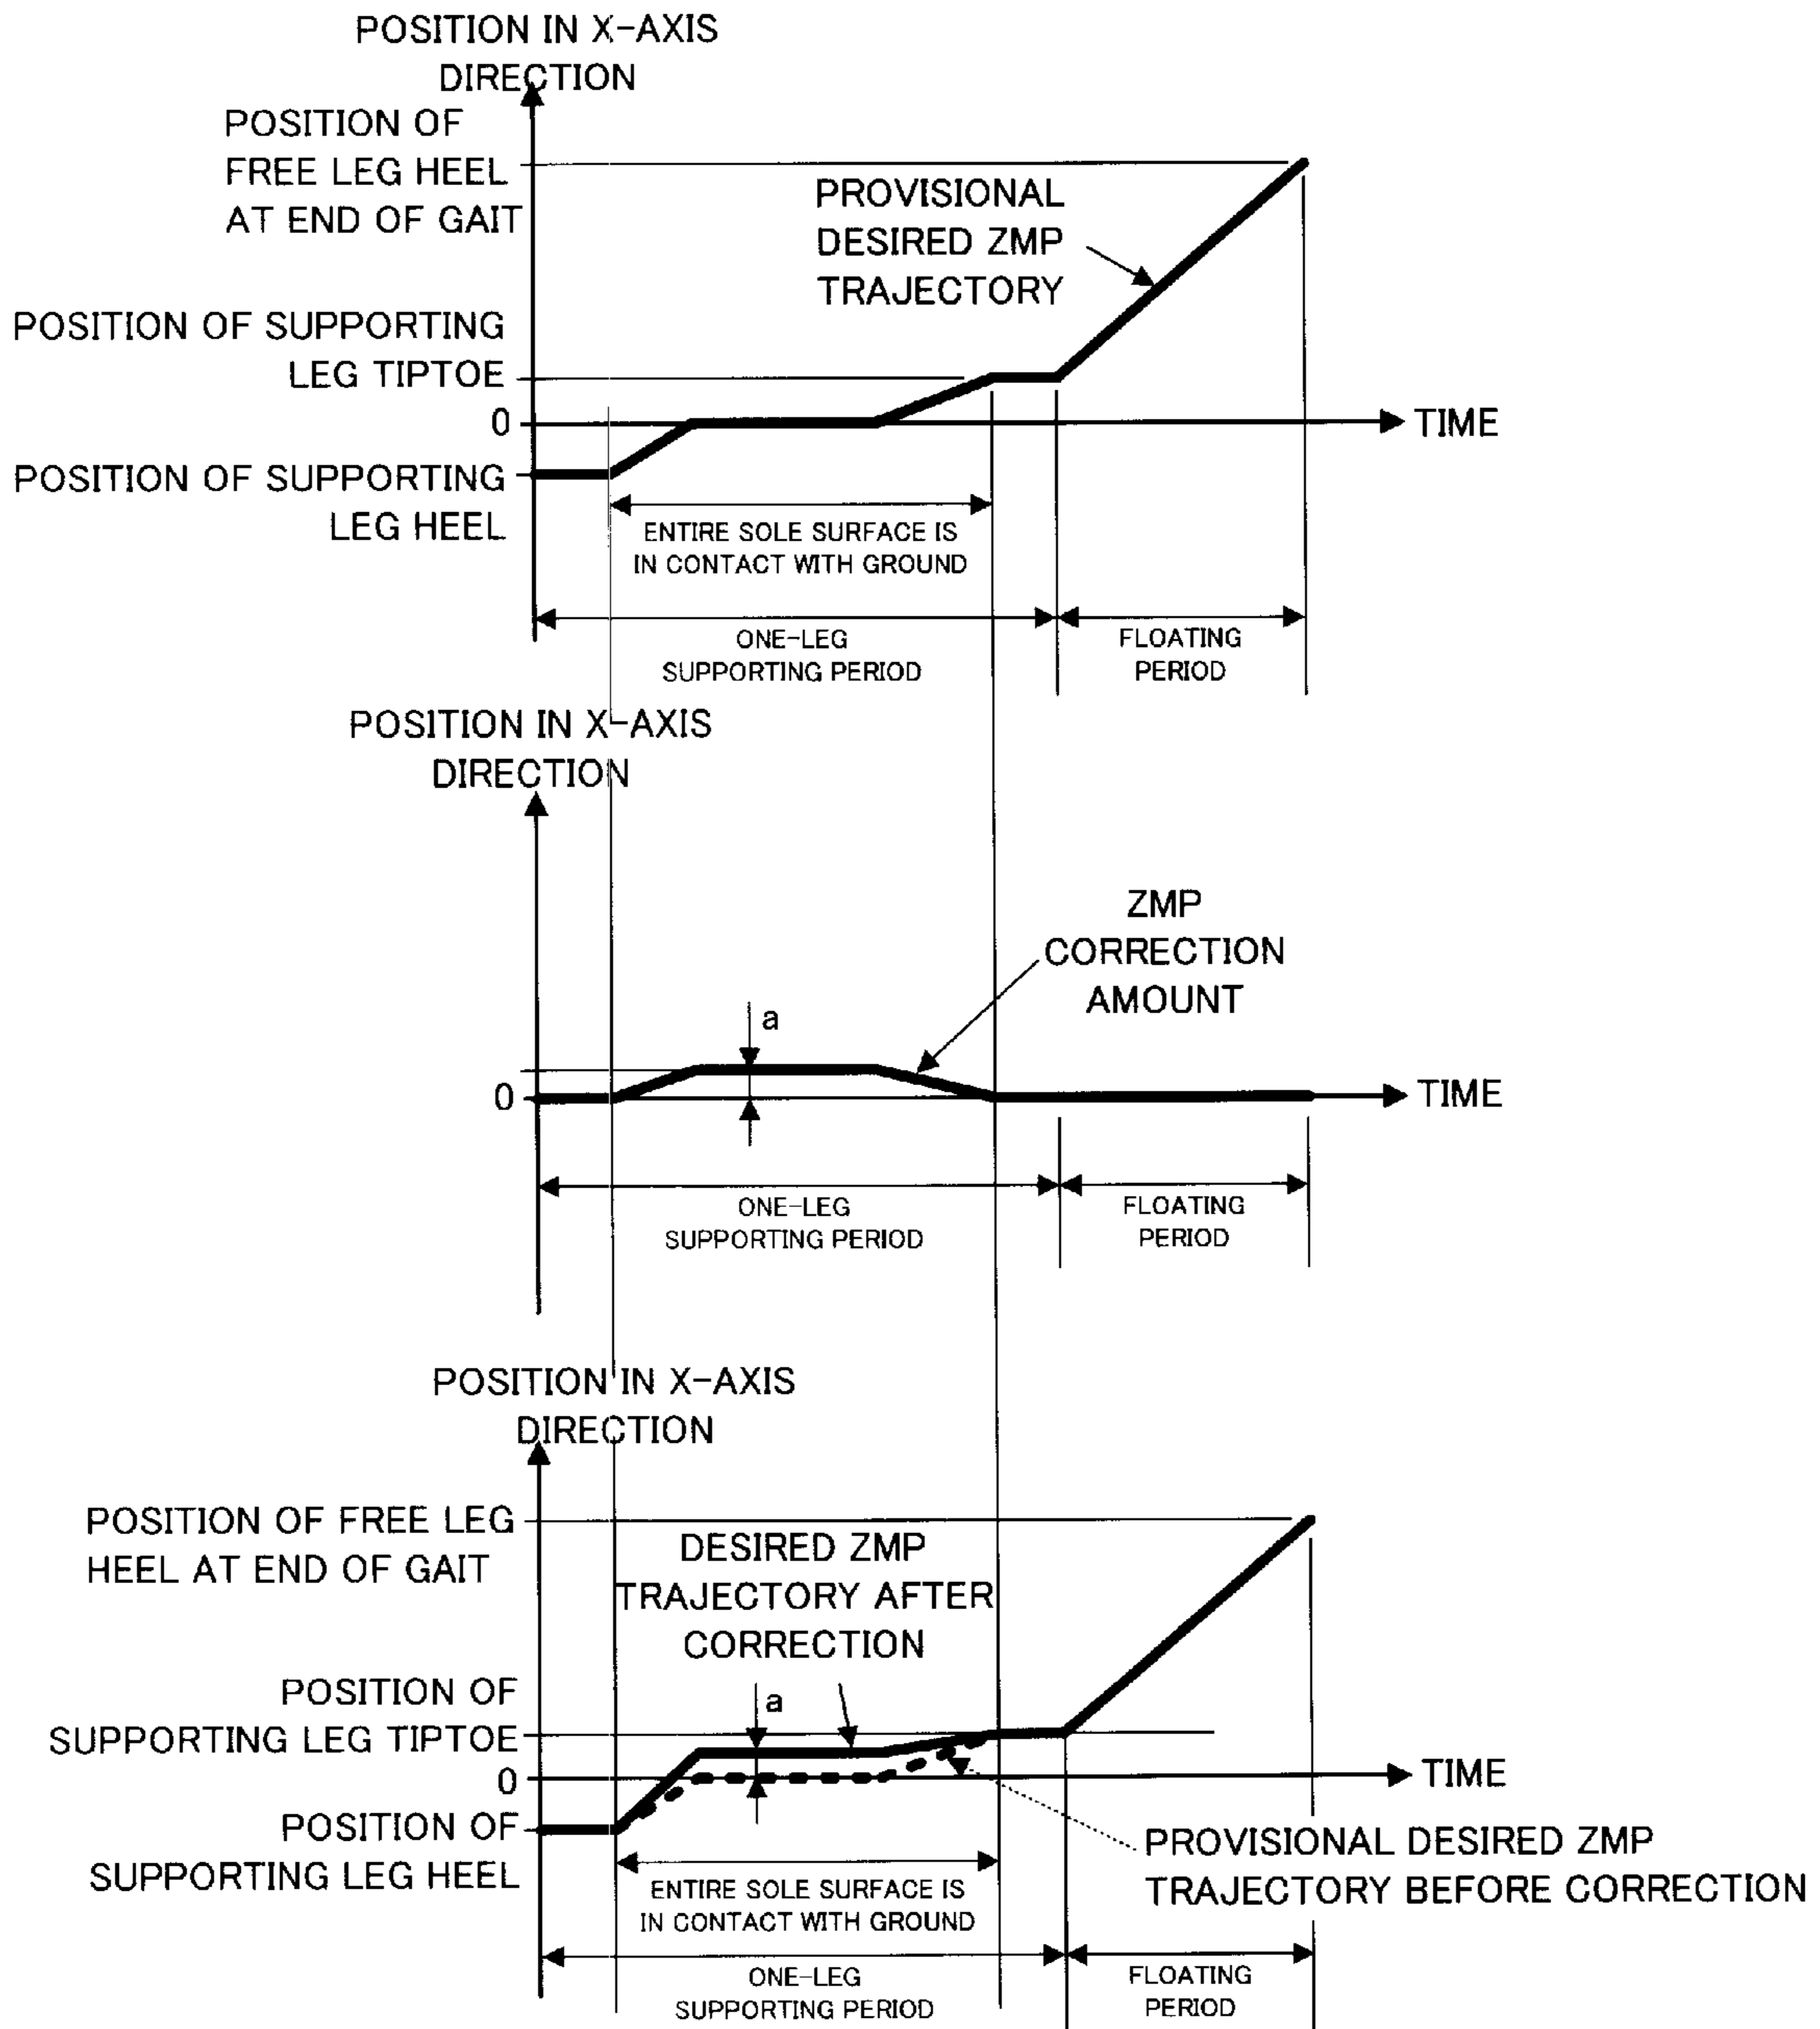 POSITION IN X-AXIS
DIRECTION
POSITION OF
FREE LEG HEEL
AT END OF GAIT
PROVISIONAL
DESIRED ZMP
TRAJECTORY
POSITION OF SUPPORTING
LEG TIPTOE
0
TIME
POSITION OF SUPPORTING
LEG HEEL
ENTIRE SOLE SURFACE IS
IN CONTACT WITH GROUND
ONE-LEG
SUPPORTING PERIOD
FLOATING
PERIOD
POSITION IN X-AXIS
DIRECTION
ZMP
CORRECTION
AMOUNT
a
0
TIME
ONE-LEG
SUPPORTING PERIOD
FLOATING
PERIOD
POSITION IN X-AXIS
DIRECTION
POSITION OF FREE LEG
HEEL AT END OF GAIT
DESIRED ZMP
TRAJECTORY AFTER
CORRECTION
a
POSITION OF
SUPPORTING LEG TIPTOE
0
TIME
POSITION OF
SUPPORTING LEG HEEL
PROVISIONAL DESIRED ZMP
TRAJECTORY BEFORE CORRECTION
ENTIRE SOLE SURFACE IS
IN CONTACT WITH GROUND
ONE-LEG
SUPPORTING PERIOD
FLOATING
PERIOD